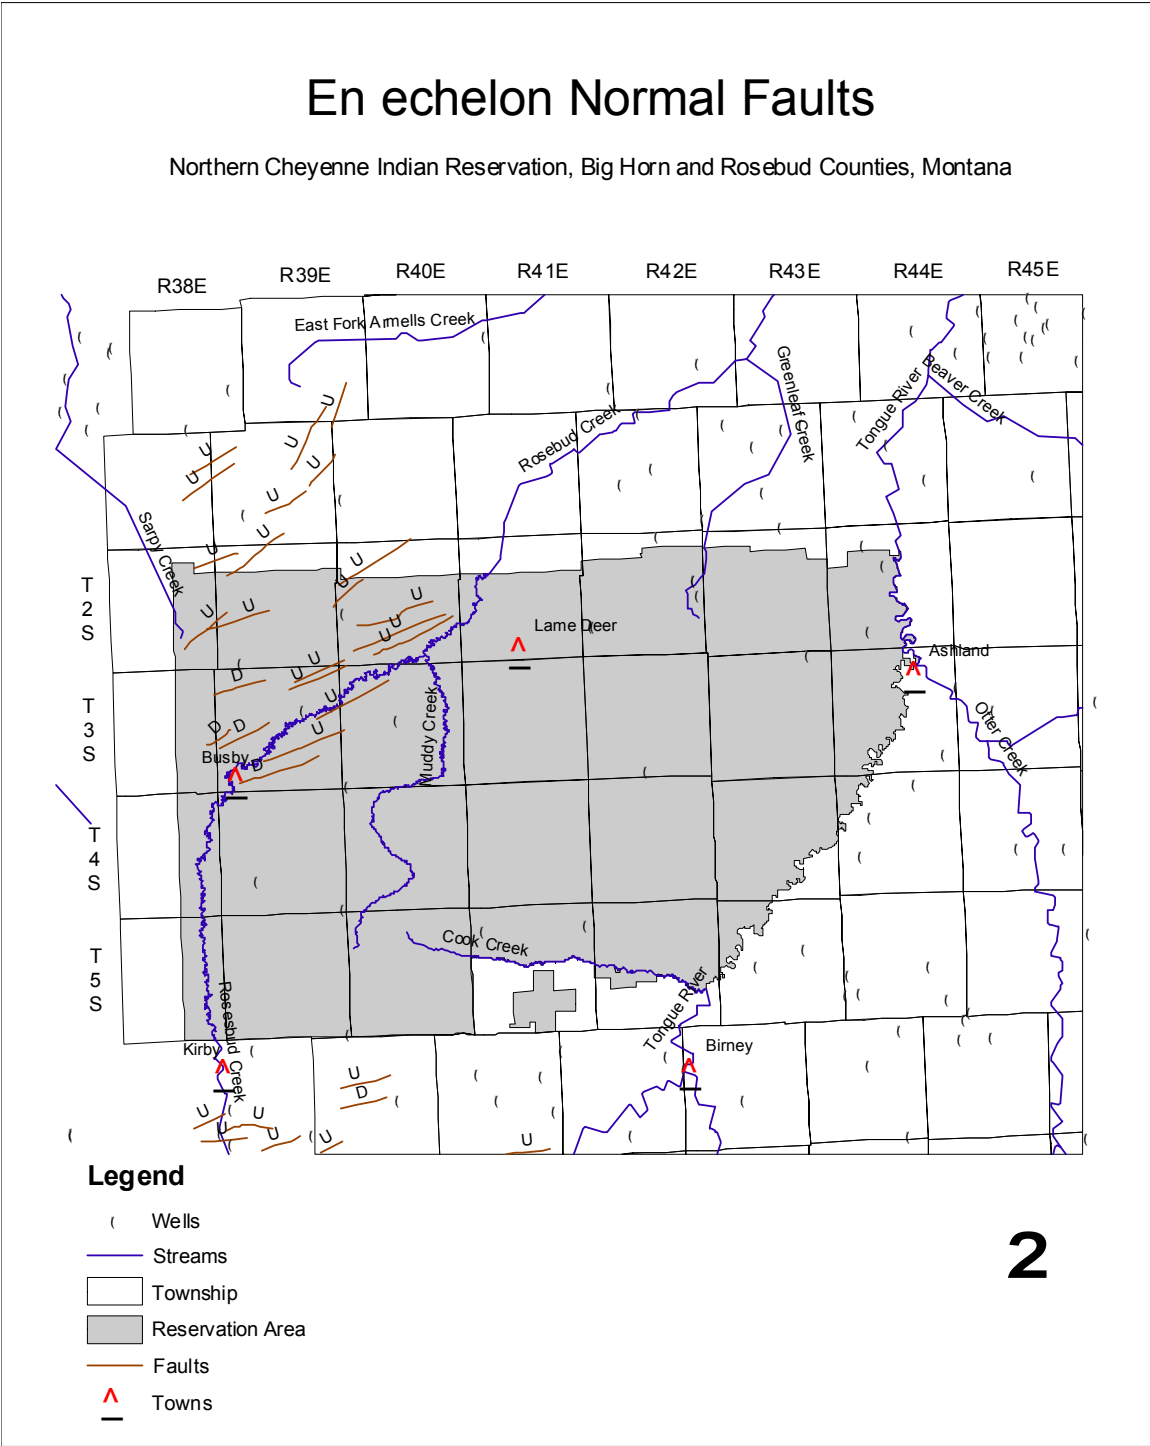 En echelon Normal Faults
Northern Cheyenne Indian Reservation, Big Horn and Rosebud Counties, Montana
R38E
R39E
R40E
R41E
R42E
R43E
R44E
R45E
East Fork Armells Creek
Greenleaf Creek
Tongue River
Beaver Creek
Rosebud Creek
Sarpy Creek
U
U
U
U
U
U
U
U
U
U
U
T
2
S
U
U
U
U
U
Lame Deer
Ashland
T
3
S
U
U
D
U
D
D
U
D
Busby
Muddy Creek
Otter Creek
T
4
S
T
5
S
Cook Creek
Tongue River
Rosesbud Creek
Kirby
Birney
U
D
U
U
U
U
U
U
Legend
Wells
Streams
Township
Reservation Area
Faults
Towns
2